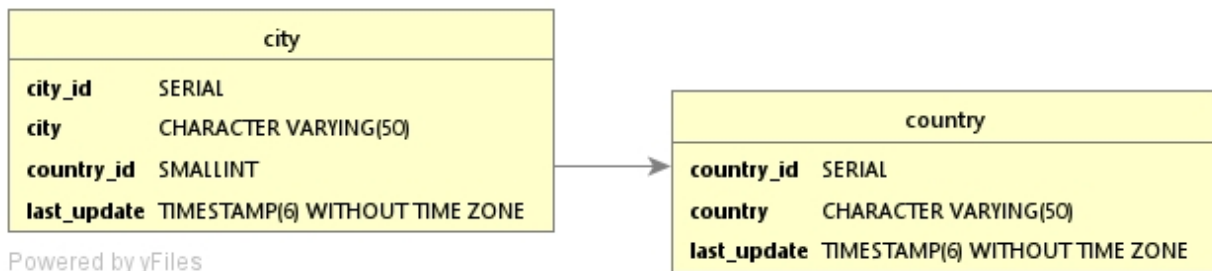 city
city_id SERIAL
city CHARACTER VARYING(50)
country_id SMALLINT
last_update TIMESTAMP(6) WITHOUT TIME ZONE
country
country_id SERIAL
country CHARACTER VARYING(50)
last_update TIMESTAMP(6) WITHOUT TIME ZONE
Powered by yFiles